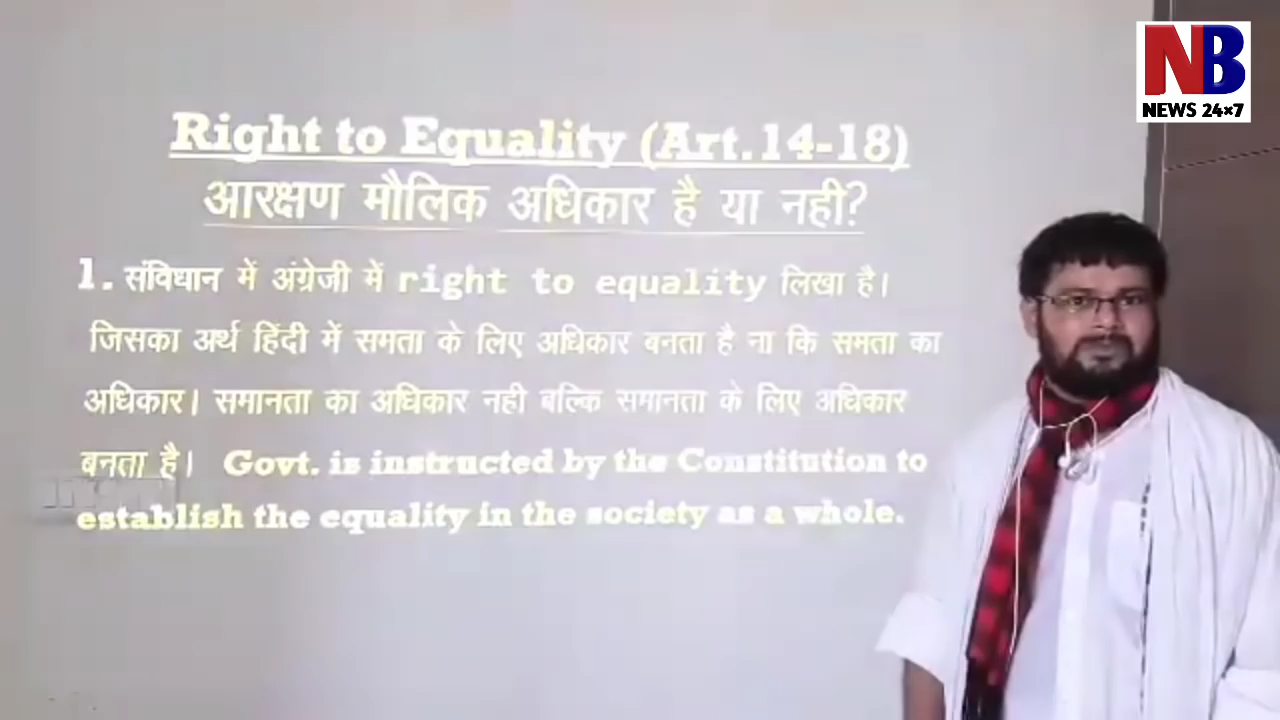 NB
NEWS 24×7
Right to Equality (Art.14-18)
आरक्षण मौलिक अधिकार है या नही?
1. संविधान में अंग्रेजी में right to equality लिखा है।
जिसका अर्थ हिंदी में समता के लिए अधिकार बनता है ना कि समता का
अधिकार। समानता का अधिकार नही बल्कि समानता के लिए अधिकार
बनता है। Govt. is instructed by the Constitution to
establish the equality in the society as a whole.